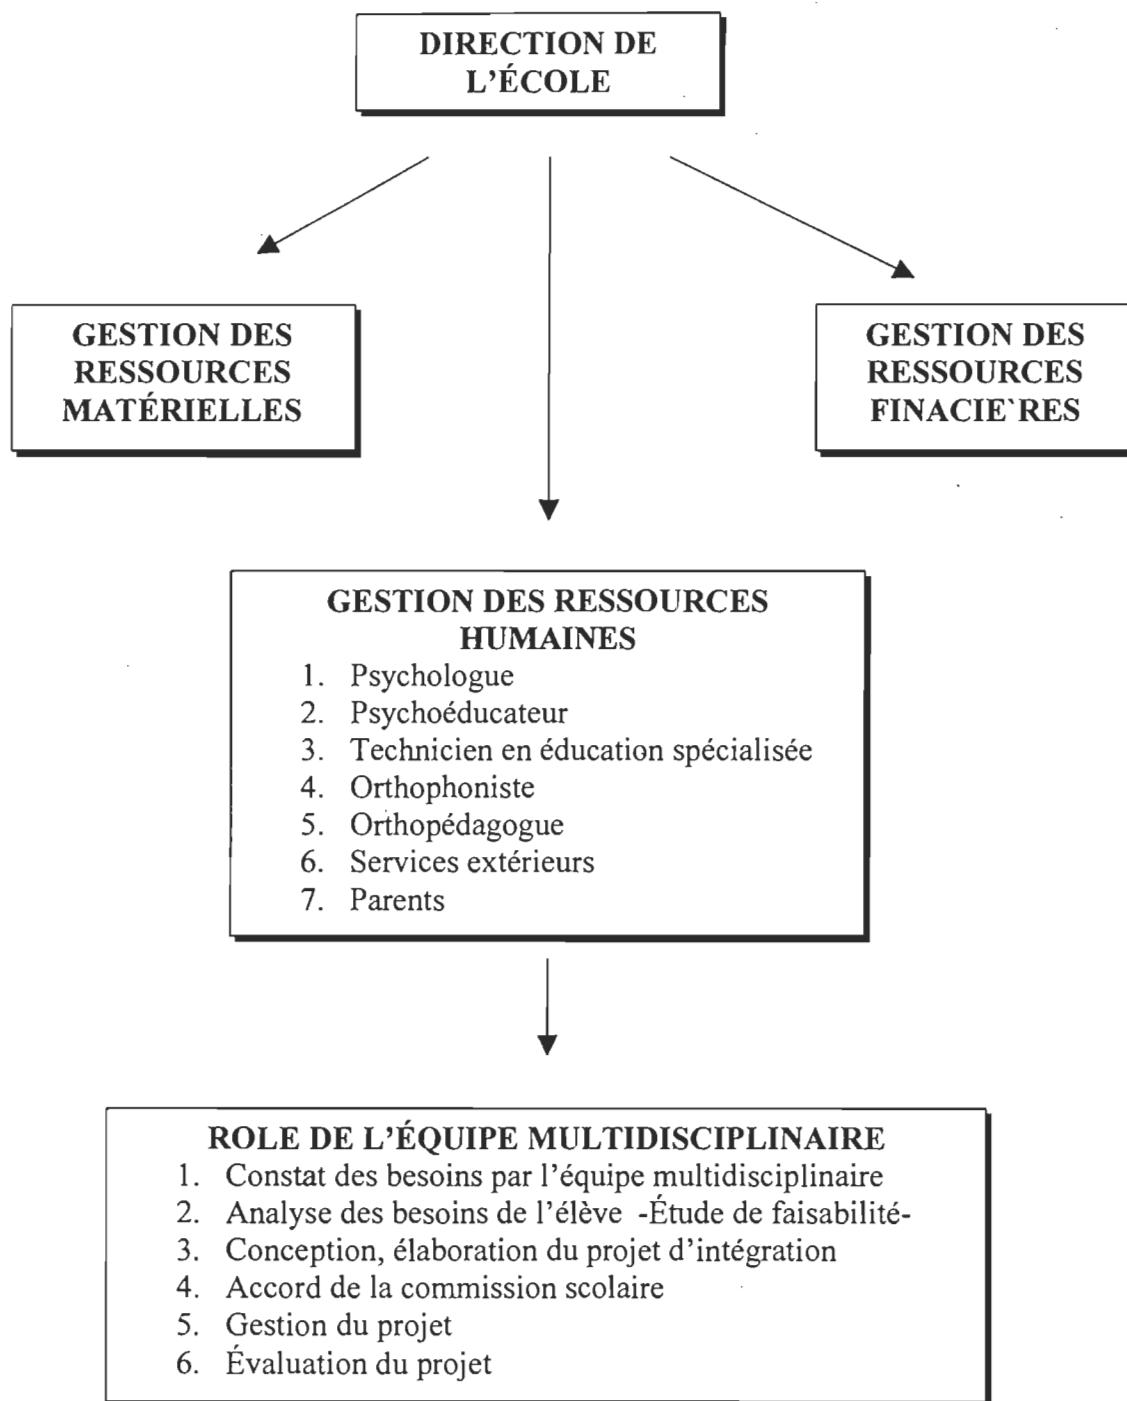 DIRECTION DE
L'ÉCOLE
GESTION DES
RESSOURCES
MATÉRIELLES
GESTION DES
RESSOURCES
FINACIE`RES
GESTION DES RESSOURCES
HUMAINES
1. Psychologue
2. Psychoéducateur
3. Technicien en éducation spécialisée
4. Orthophoniste
5. Orthopédagogue
6. Services extérieurs
7. Parents
ROLE DE L'ÉQUIPE MULTIDISCIPLINAIRE
1. Constat des besoins par l'équipe multidisciplinaire
2. Analyse des besoins de l'élève -Étude de faisabilité-
3. Conception, élaboration du projet d'intégration
4. Accord de la commission scolaire
5. Gestion du projet
6. Évaluation du projet